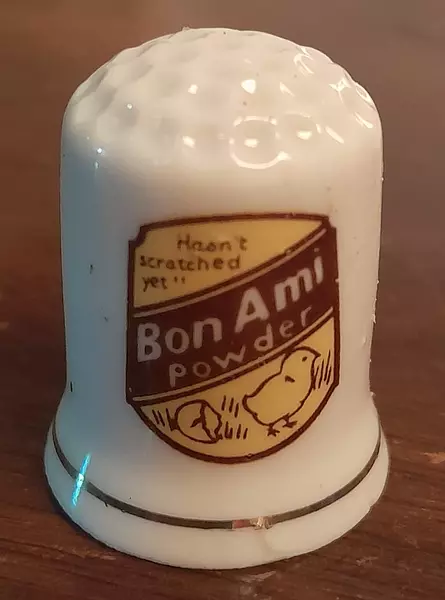 Hasn't
scratched
yet"
Bon Ami
powder